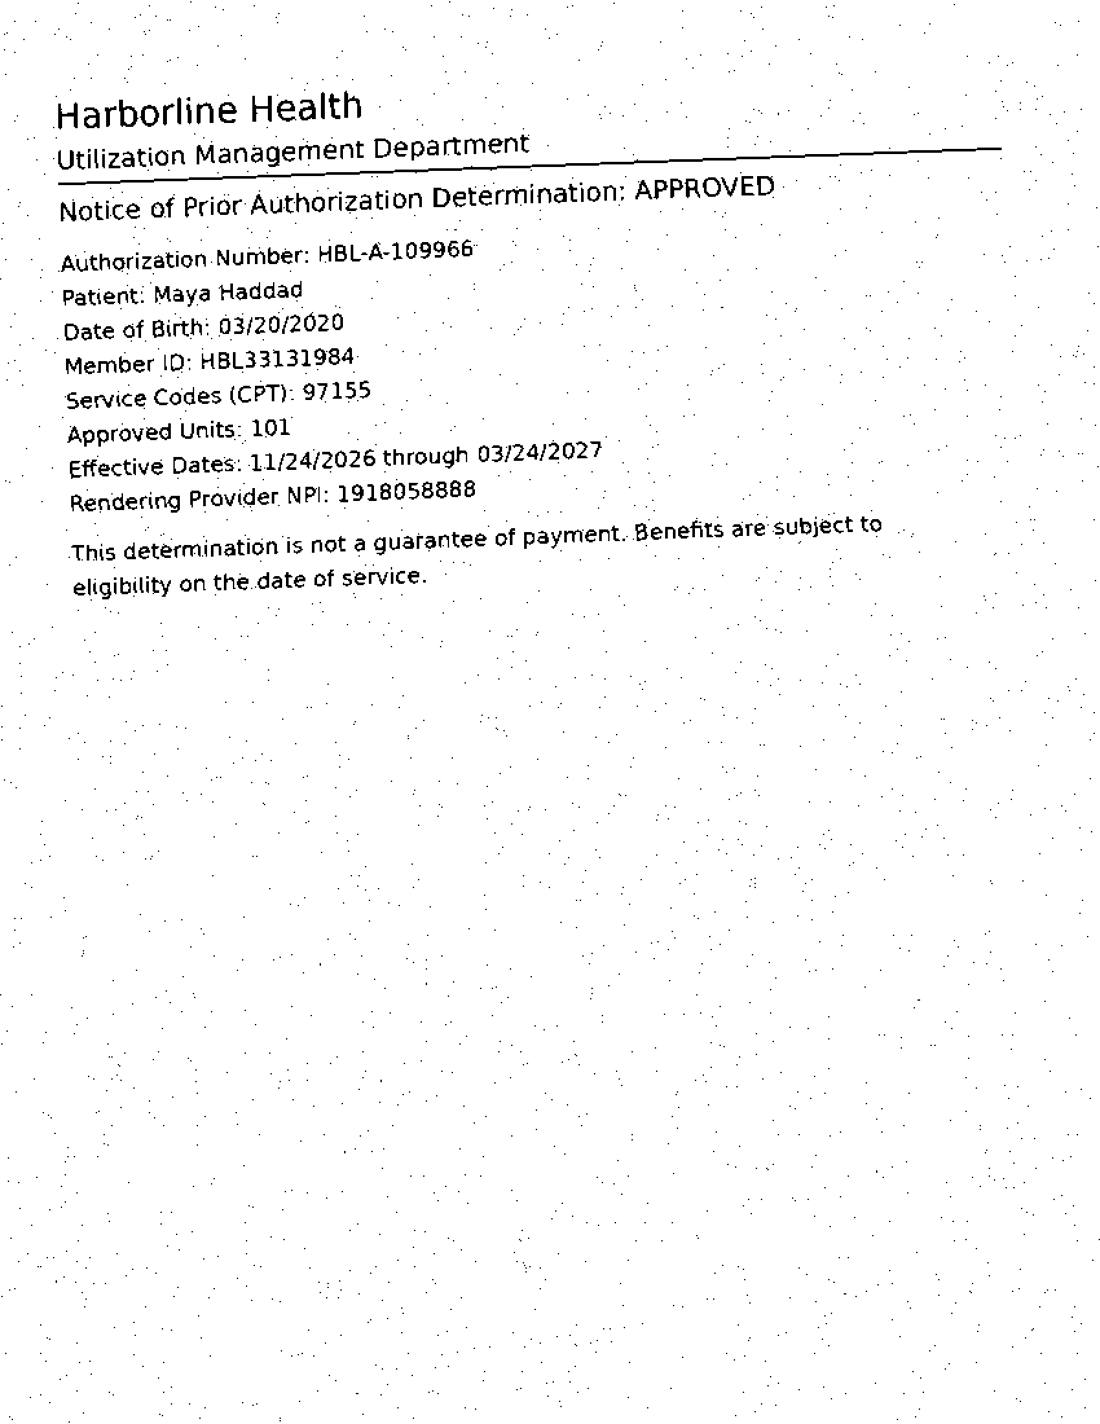 Harborline Health
Utilization Management Department
Notice of Prior Authorization Determination: APPROVED
Authorization Number: HBL-A-109966
Patient: Maya Haddad
Date of Birth: 03/20/2020
Member ID: HBL33131984
Service Codes (CPT): 97155
Approved Units: 101
Effective Dates: 11/24/2026 through 03/24/2027
Rendering Provider NPI: 1918058888
This determination is not a guarantee of payment. Benefits are subject to
eligibility on the date of service.